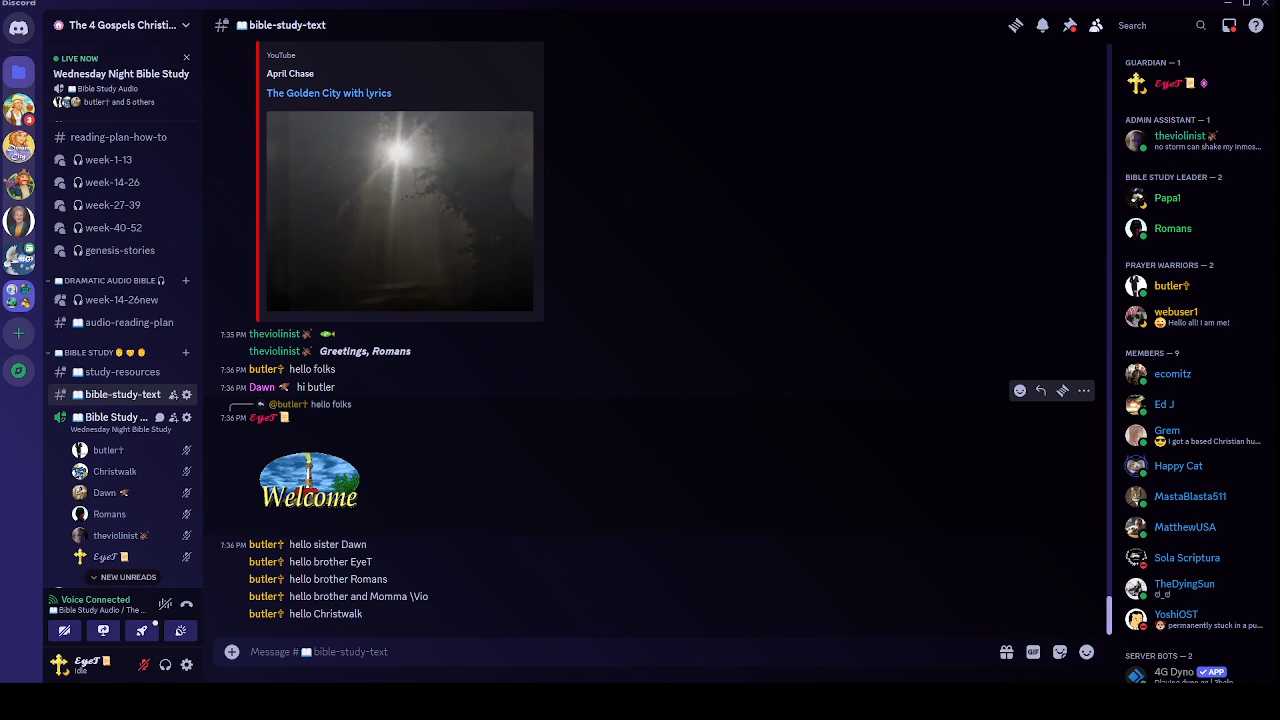 Discord
The 4 Gospels Christi...
LIVE NOW
Wednesday Night Bible Study
Bible Study Audio
butler✝ and 5 others
reading-plan-how-to
week-1-13
week-14-26
week-27-39
week-40-52
genesis-stories
DRAMATIC AUDIO BIBLE
week-14-26new
audio-reading-plan
BIBLE STUDY
study-resources
bible-study-text
Bible Study ...
Wednesday Night Bible Study
butler✝
Christwalk
Dawn
Romans
theviolinist
EyeT
NEW UNREADS
Voice Connected
Bible Study Audio / The ...
EyeT
Idle
3
bible-study-text
Search
YouTube
April Chase
The Golden City with lyrics
7:35 PM theviolinist
theviolinist Greetings, Romans
7:36 PM butler✝ hello folks
7:36 PM Dawn hi butler
@butler✝ hello folks
7:36 PM EyeT
Welcome
7:36 PM butler✝ hello sister Dawn
butler✝ hello brother EyeT
butler✝ hello brother Romans
butler✝ hello brother and Momma \Vio
butler✝ hello Christwalk
Message # bible-study-text
GIF
GUARDIAN — 1
EyeT
ADMIN ASSISTANT — 1
theviolinist
no storm can shake my inmos...
BIBLE STUDY LEADER — 2
Papa1
Romans
PRAYER WARRIORS — 2
butler✝
webuser1
Hello all! I am me!
MEMBERS — 9
ecomitz
Ed J
Grem
I got a based Christian hu...
Happy Cat
MastaBlasta511
MatthewUSA
Sola Scriptura
TheDyingSun
ಠ_ಠ
YoshiOST
permanently stuck in a pu...
SERVER BOTS — 2
4G Dyno APP